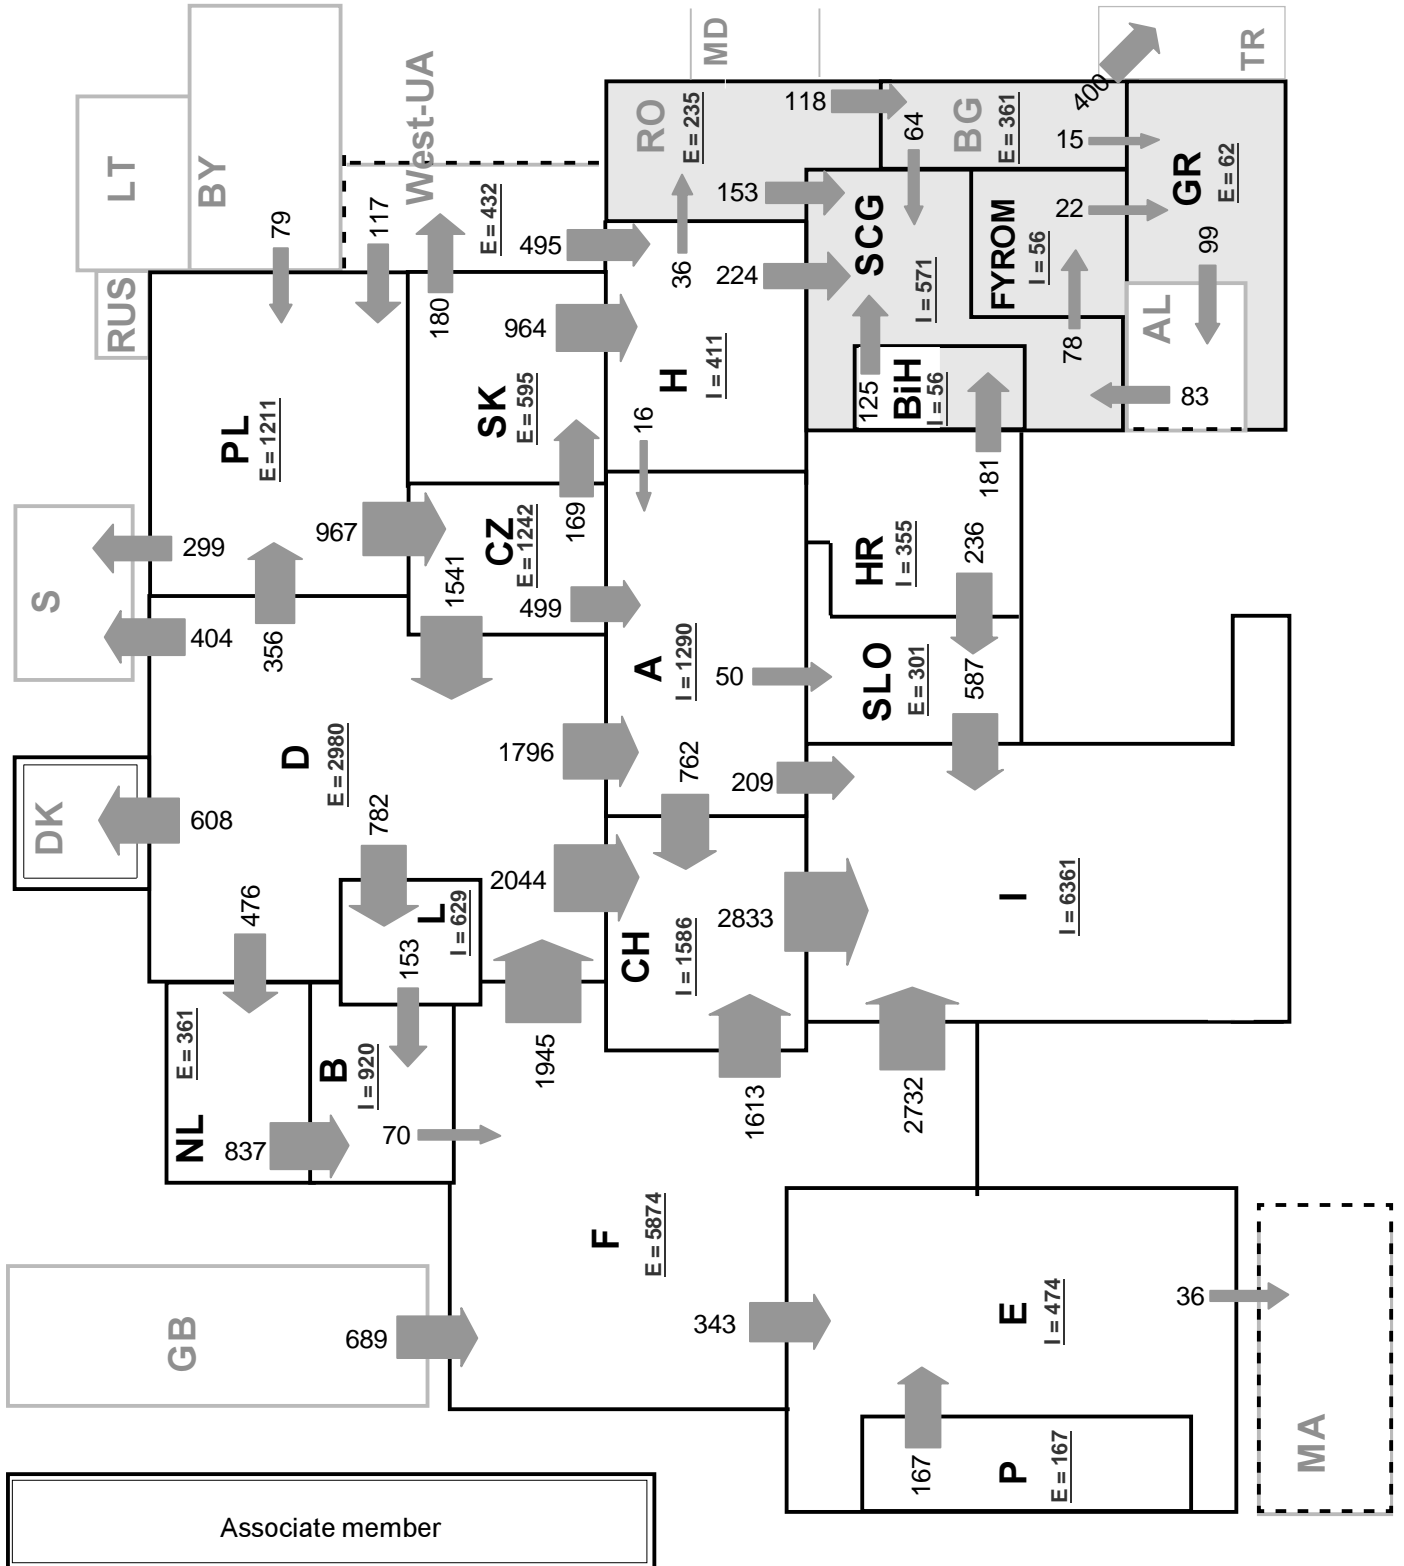 LT
BY
RUS
West-UA
E = 432
MD
TR
RO
E = 235
BG
E = 361
GR
E = 62
AL
79
117
180
495
36
118
153
224
64
400
15
22
99
83
78
SCG
I = 571
FYROM
I = 56
BiH
I = 56
125
181
PL
E = 1211
SK
E = 595
964
H
I = 411
16
S
299
404
356
967
CZ
E = 1242
169
1541
499
HR
I = 355
236
A
I = 1290
50
SLO
E = 301
587
D
E = 2980
1796
762
209
DK
608
782
476
2044
L
I = 629
153
CH
I = 1586
2833
I
I = 6361
NL
E = 361
B
I = 920
837
70
1945
1613
2732
F
E = 5874
GB
689
343
E
I = 474
36
MA
167
P
E = 167
Associate member